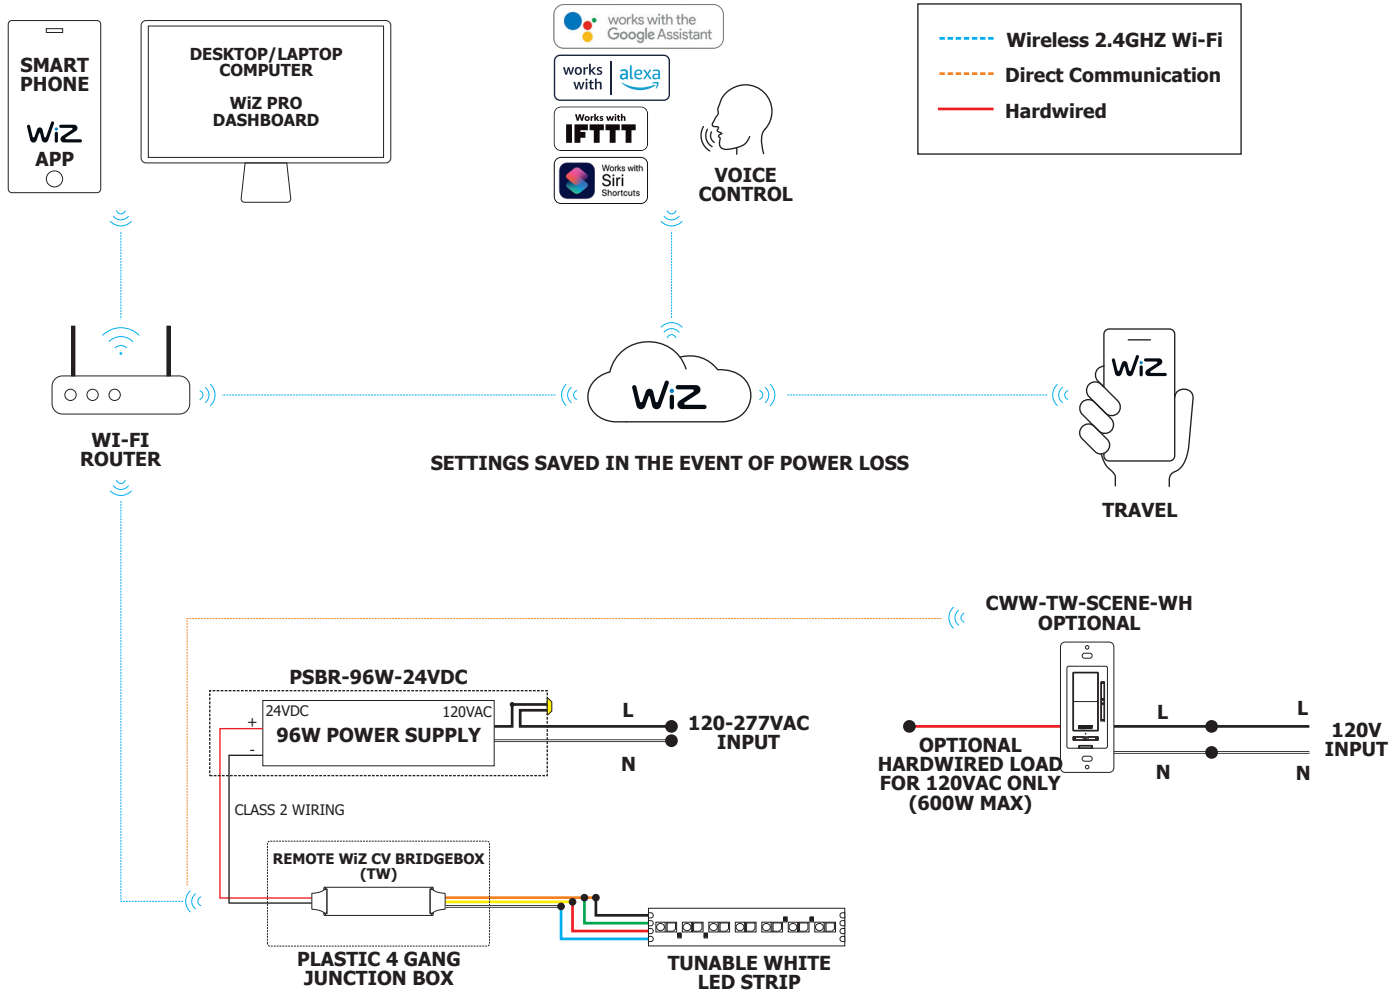 SMART
PHONE
WiZ
APP
DESKTOP/LAPTOP
COMPUTER
WiZ PRO
DASHBOARD
works with the
Google Assistant
works
with
alexa
Works with
IFTTT
Works with
Siri
Shortcuts
VOICE
CONTROL
Wireless 2.4GHZ Wi-Fi
Direct Communication
Hardwired
WI-FI
ROUTER
WiZ
SETTINGS SAVED IN THE EVENT OF POWER LOSS
WiZ
TRAVEL
CWW-TW-SCENE-WH
OPTIONAL
PSBR-96W-24VDC
24VDC
120VAC
+
-
96W POWER SUPPLY
L
N
120-277VAC
INPUT
OPTIONAL
HARDWIRED LOAD
FOR 120VAC ONLY
(600W MAX)
L
N
L
N
120V
INPUT
CLASS 2 WIRING
REMOTE WiZ CV BRIDGEBOX
(TW)
PLASTIC 4 GANG
JUNCTION BOX
TUNABLE WHITE
LED STRIP